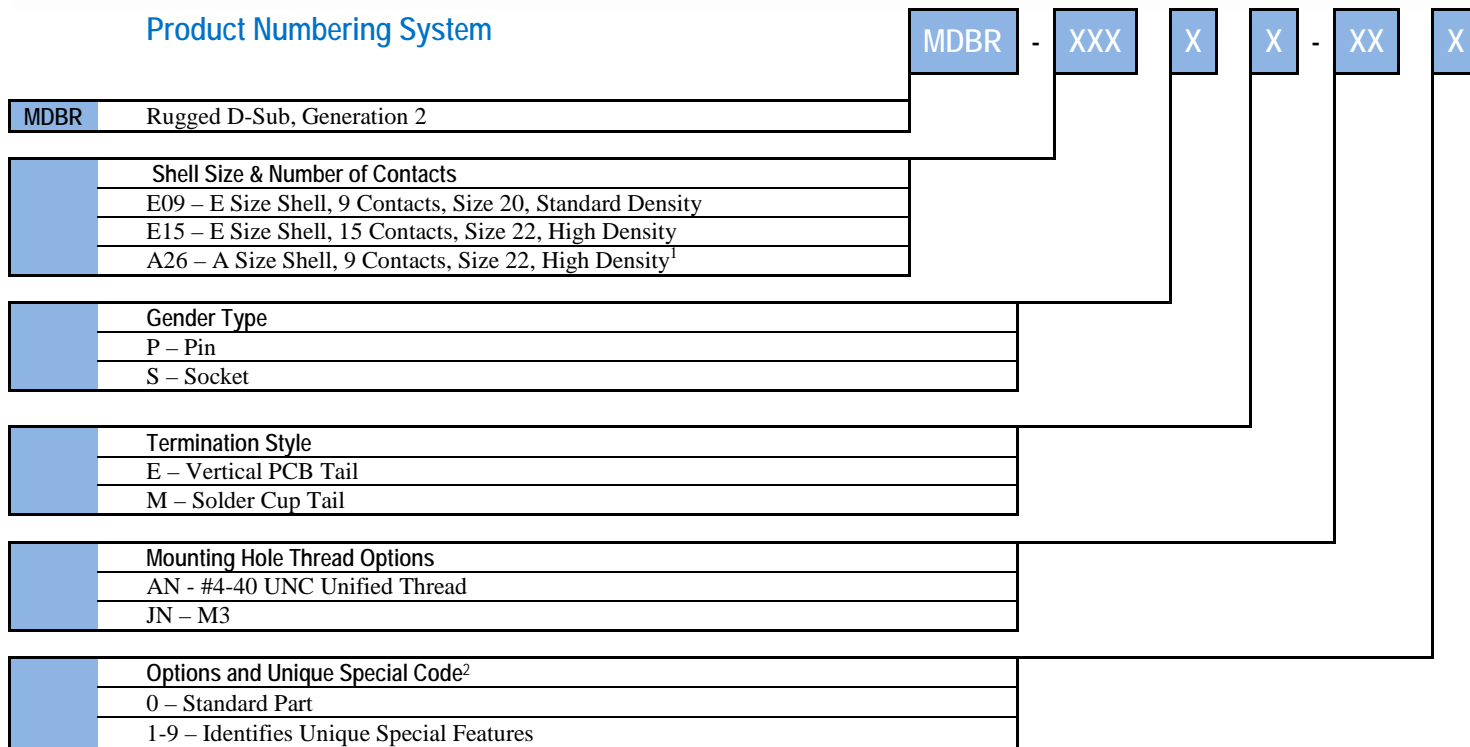 Product Numbering System
MDBR - XXX X X - XX X
MDBR Rugged D-Sub, Generation 2
Shell Size & Number of Contacts
E09 – E Size Shell, 9 Contacts, Size 20, Standard Density
E15 – E Size Shell, 15 Contacts, Size 22, High Density
A26 – A Size Shell, 9 Contacts, Size 22, High Density1
Gender Type
P – Pin
S – Socket
Termination Style
E – Vertical PCB Tail
M – Solder Cup Tail
Mounting Hole Thread Options
AN - #4-40 UNC Unified Thread
JN – M3
Options and Unique Special Code2
0 – Standard Part
1-9 – Identifies Unique Special Features